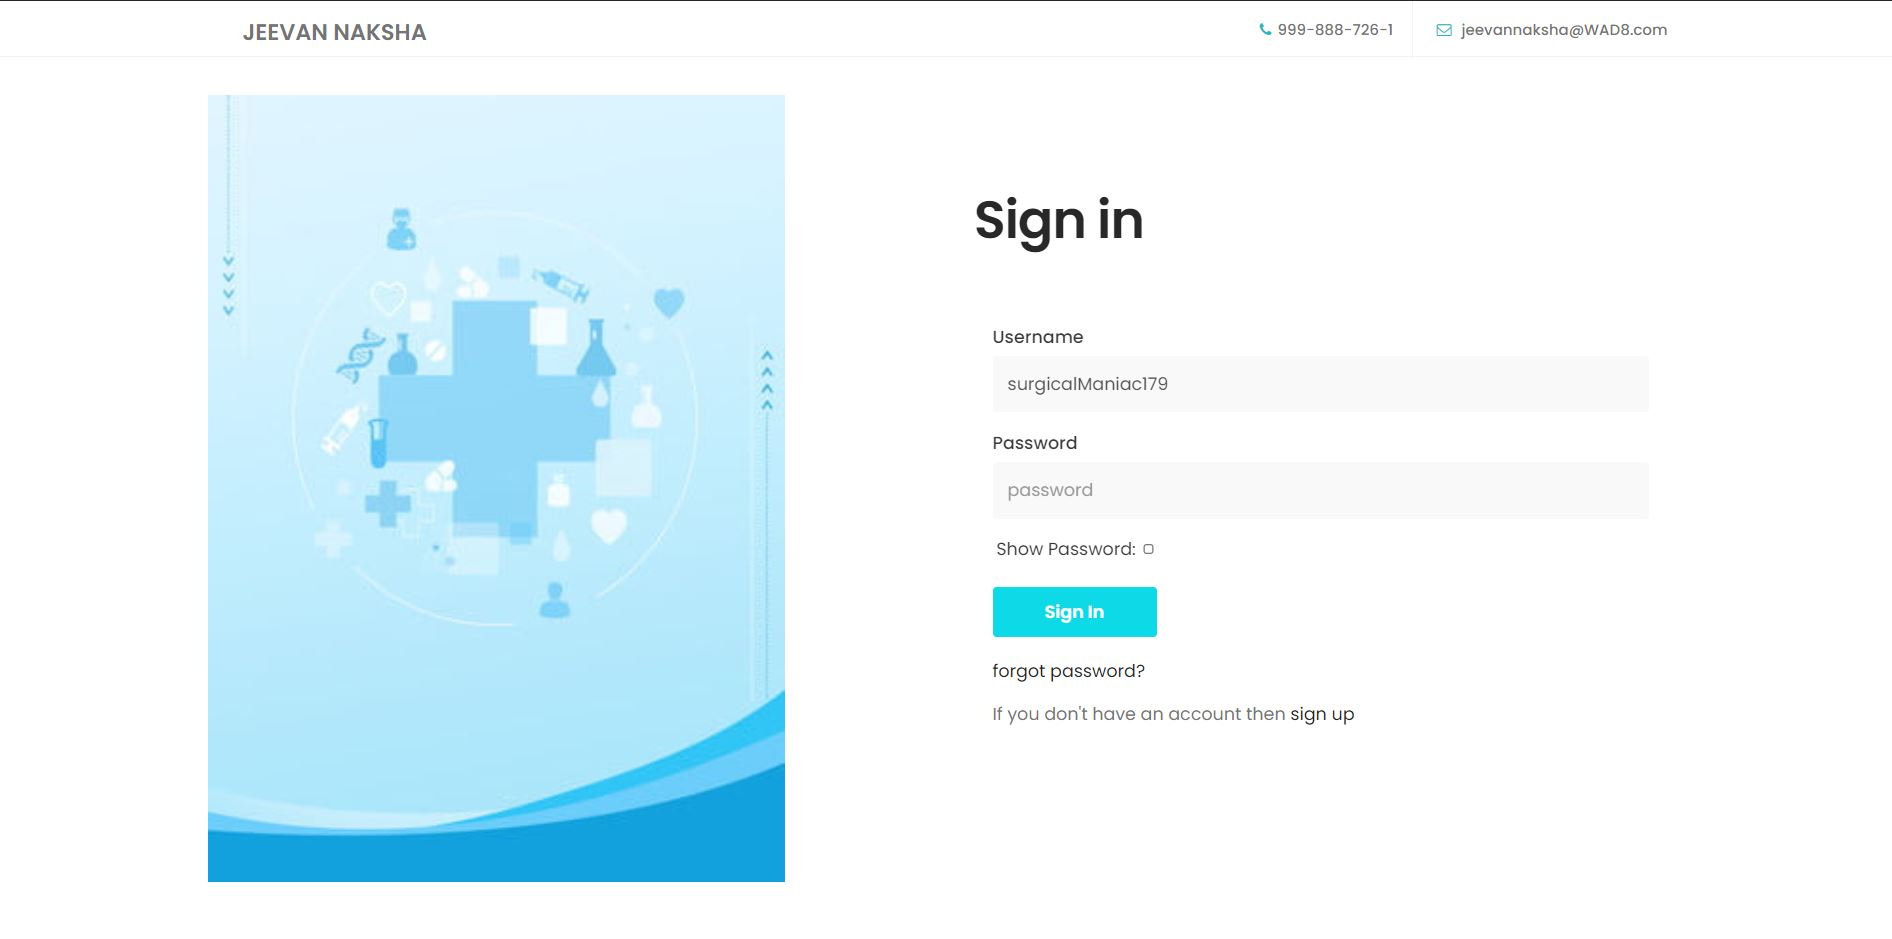 JEEVAN NAKSHA
999-888-726-1
jeevannaksha@WAD8.com
Sign in
Username
surgicalManiac179
Password
password
Show Password:
Sign In
forgot password?
If you don't have an account then sign up